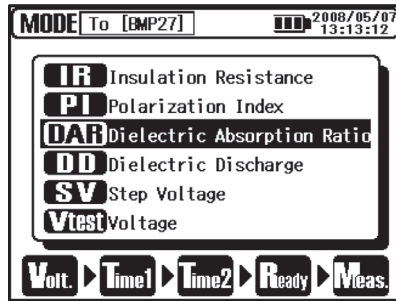 MODE To [BMP27] 2008/05/07
13:13:12
IR Insulation Resistance
PI Polarization Index
DAR Dielectric Absorption Ratio
DD Dielectric Discharge
SV Step Voltage
Vtest Voltage
Volt. Time1 Time2 Ready Meas.